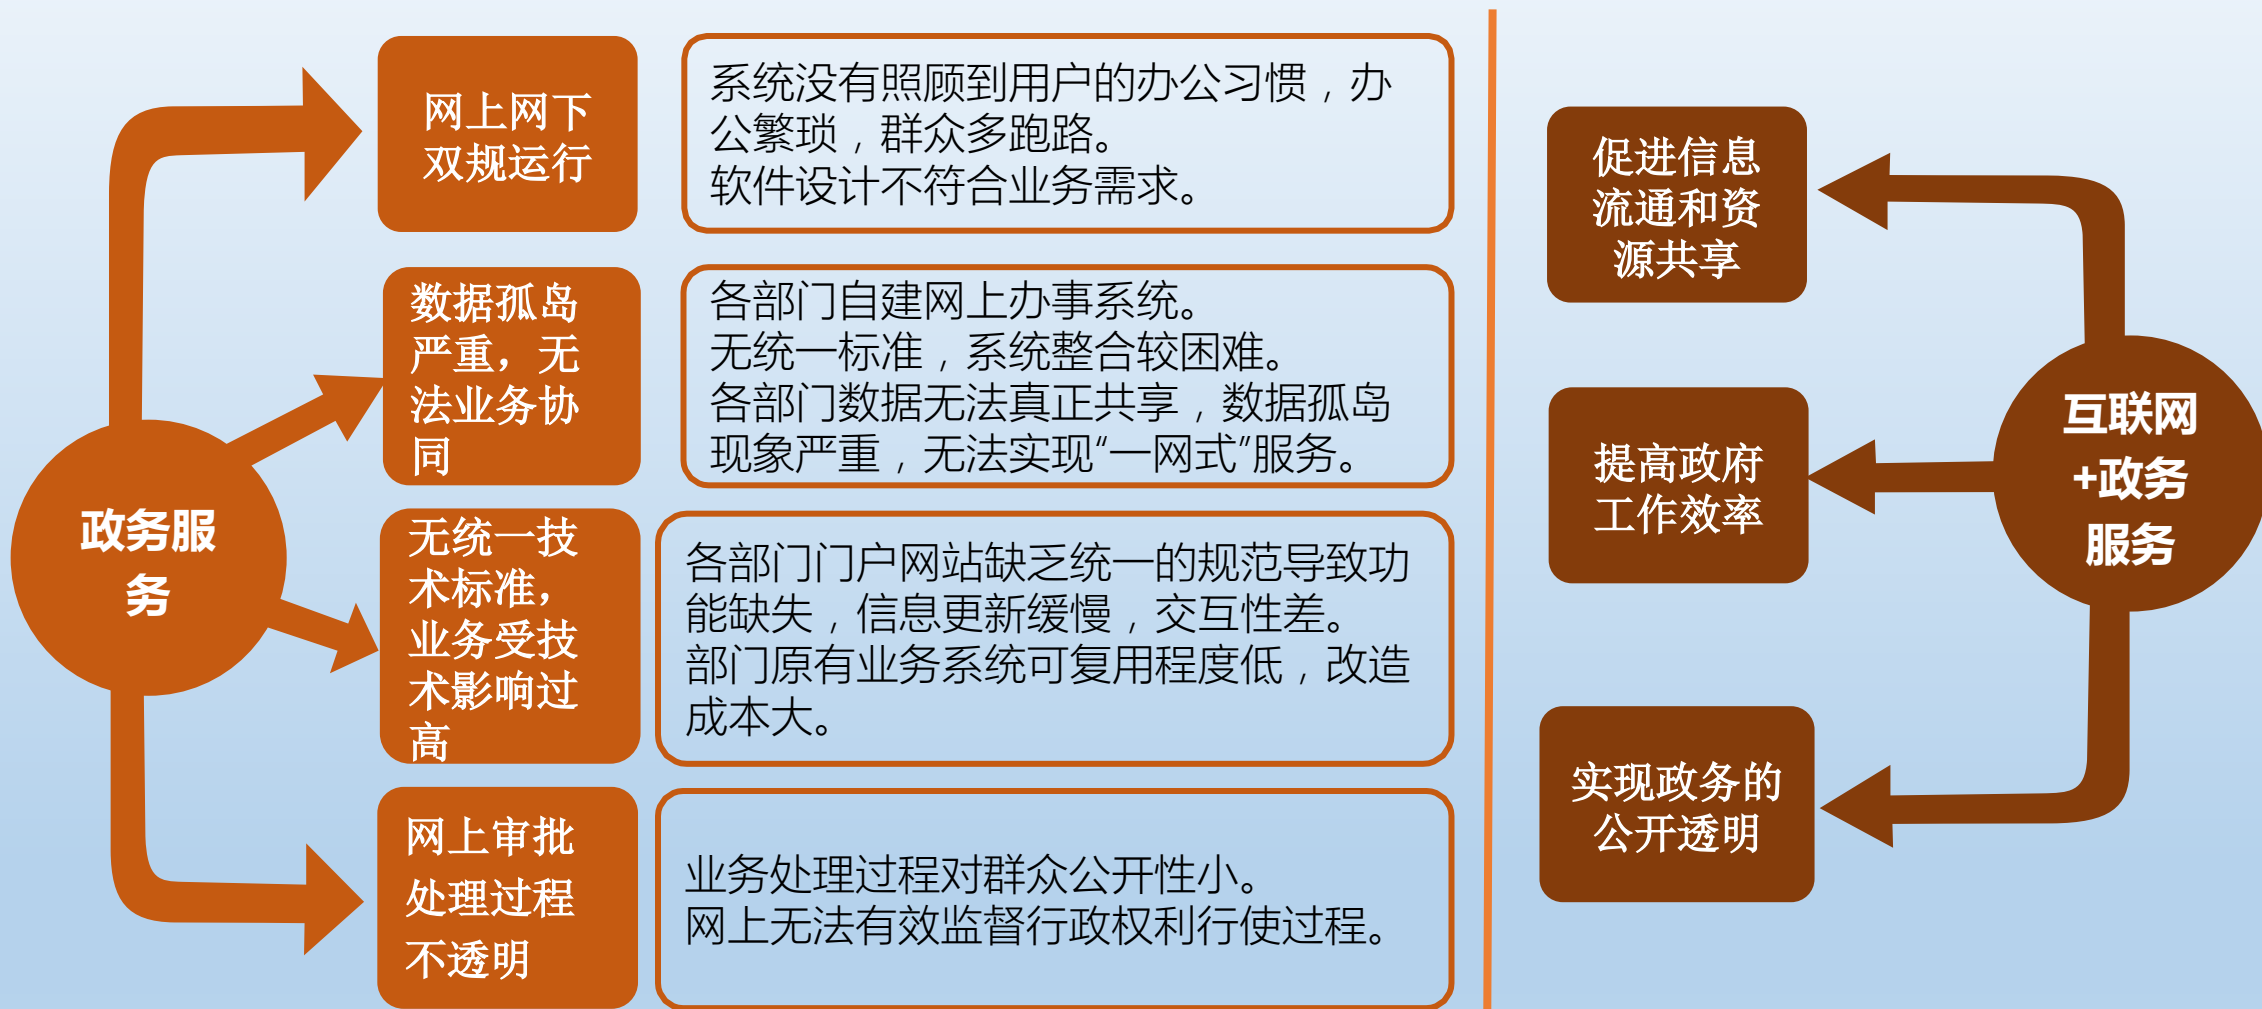 政务服
务
网上网下
双规运行
系统没有照顾到用户的办公习惯，办
公繁琐，群众多跑路。
软件设计不符合业务需求。
数据孤岛
严重，无
法业务协
同
各部门自建网上办事系统。
无统一标准，系统整合较困难。
各部门数据无法真正共享，数据孤岛
现象严重，无法实现“一网式”服务。
无统一技
术标准，
业务受技
术影响过
高
各部门门户网站缺乏统一的规范导致功
能缺失，信息更新缓慢，交互性差。
部门原有业务系统可复用程度低，改造
成本大。
网上审批
处理过程
不透明
业务处理过程对群众公开性小。
网上无法有效监督行政权利行使过程。
促进信息
流通和资
源共享
提高政府
工作效率
实现政务的
公开透明
互联网
+政务
服务